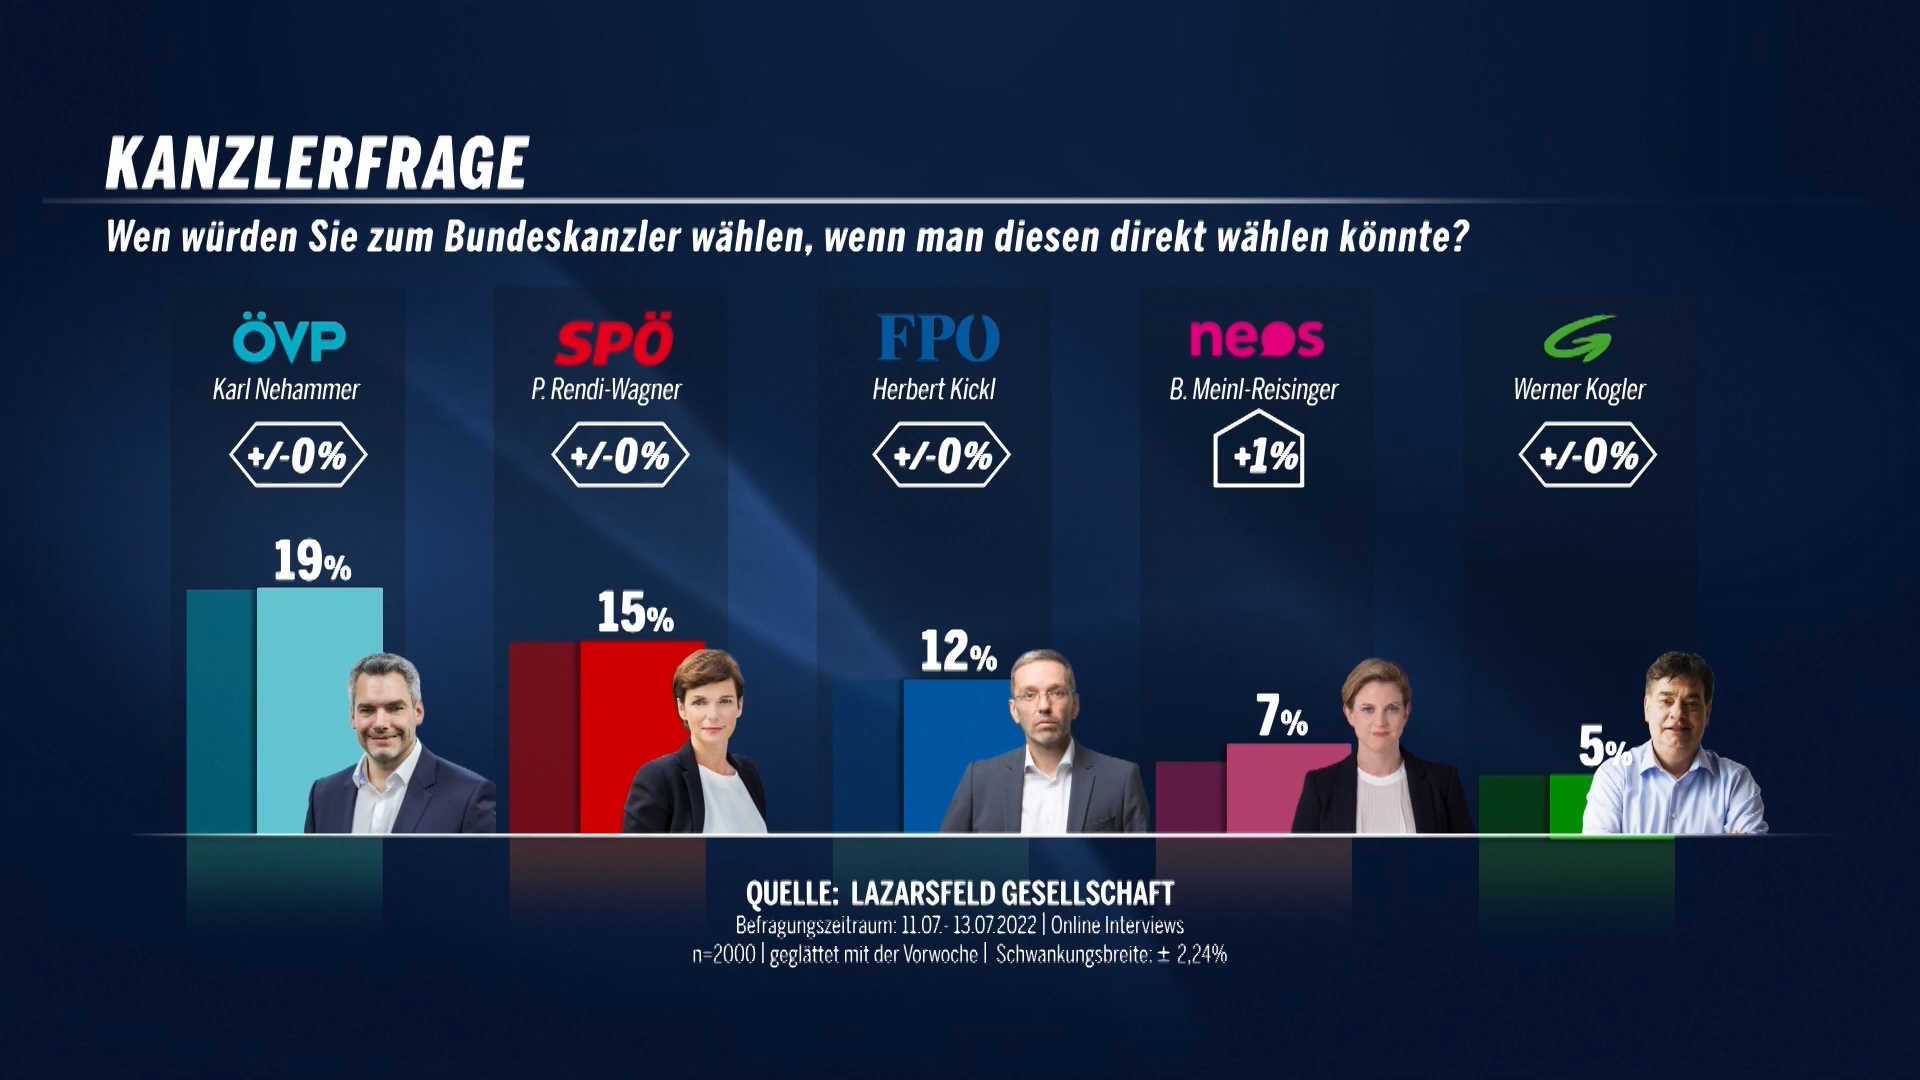 KANZLERFRAGE
Wen würden Sie zum Bundeskanzler wählen, wenn man diesen direkt wählen könnte?
ÖVP
Karl Nehammer
+/-0%
19%
SPÖ
P. Rendi-Wagner
+/-0%
15%
FPÖ
Herbert Kickl
+/-0%
12%
neos
B. Meinl-Reisinger
+1%
7%
G
Werner Kogler
+/-0%
5%
QUELLE: LAZARSFELD GESELLSCHAFT
Befragungszeitraum: 11.07.- 13.07.2022 | Online Interviews
n=2000 | geglättet mit der Vorwoche | Schwankungsbreite: ± 2,24%